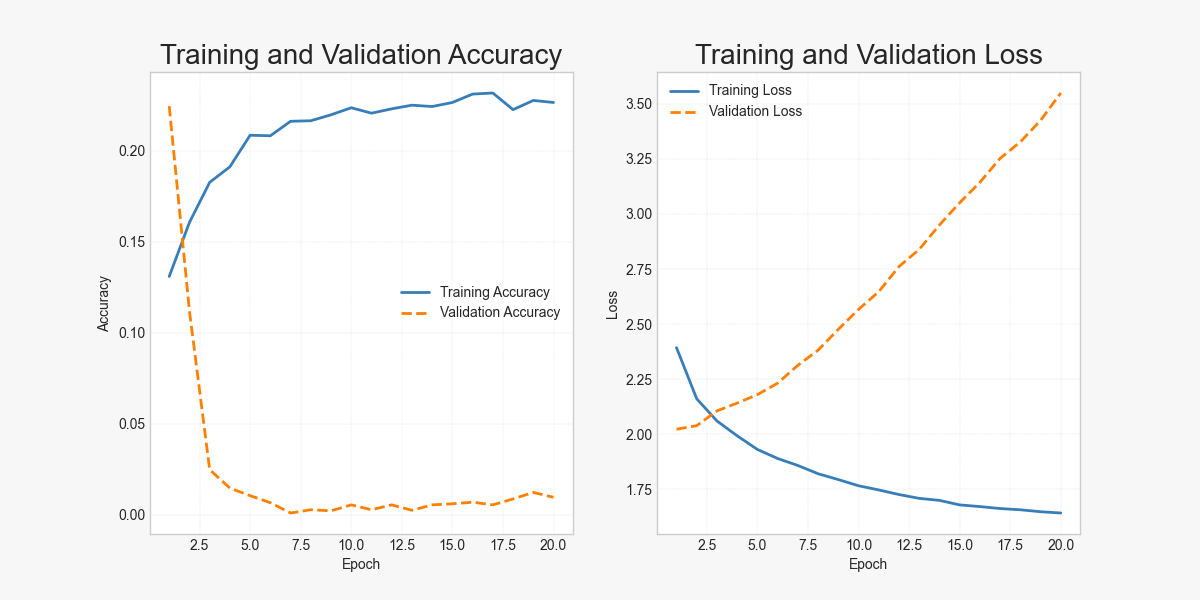 Training and Validation Accuracy
0.20
0.15
0.10
0.05
0.00
Accuracy
Training Accuracy
Validation Accuracy
2.5 5.0 7.5 10.0 12.5 15.0 17.5 20.0
Epoch
Training and Validation Loss
Training Loss
Validation Loss
3.50
3.25
3.00
2.75
2.50
2.25
2.00
1.75
Loss
2.5 5.0 7.5 10.0 12.5 15.0 17.5 20.0
Epoch